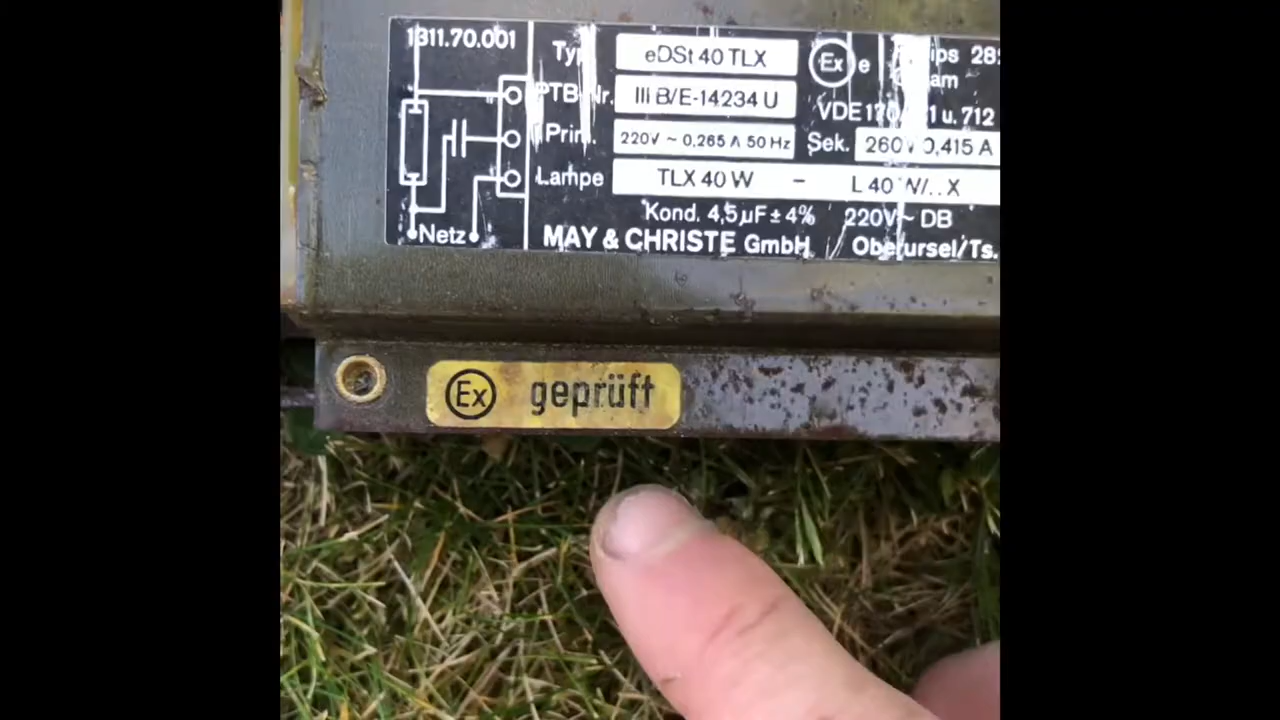 1311.70.001
Typ eDSt 40 TLX Ex e
PTB-Nr. III B/E-14234 U VDE u. 712
Prim. 220V ~ 0,265 A 50 Hz Sek. 260V 0,415 A
Lampe TLX 40 W - L 40 W/..X
Kond. 4,5 µF ± 4% 220V~ DB
Netz MAY & CHRISTE GmbH Oberursel/Ts.
Ex geprüft